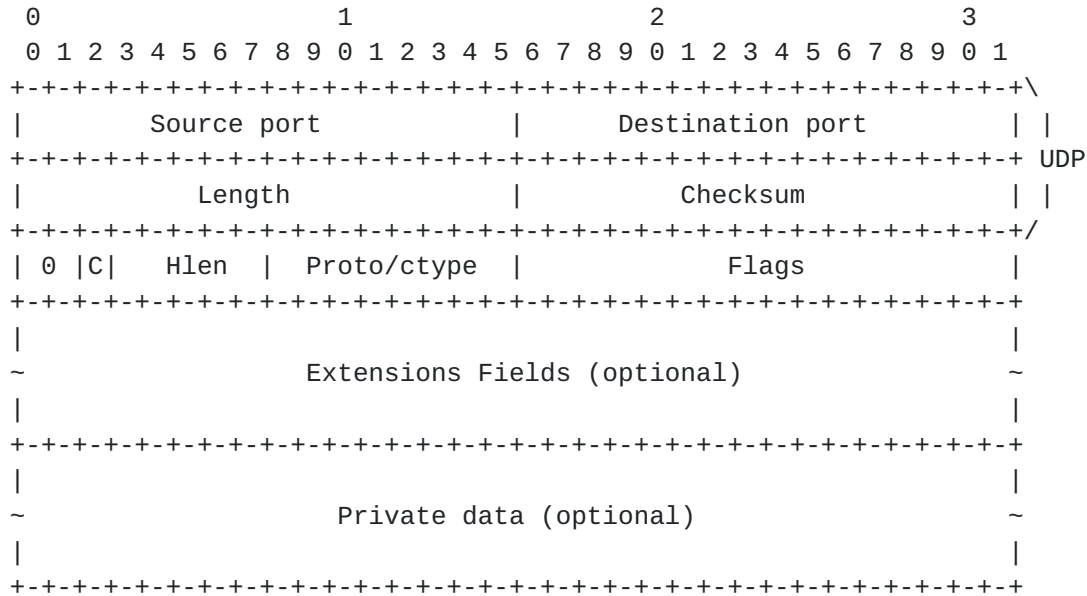 0                   1                   2                   3
 0 1 2 3 4 5 6 7 8 9 0 1 2 3 4 5 6 7 8 9 0 1 2 3 4 5 6 7 8 9 0 1
+-+-+-+-+-+-+-+-+-+-+-+-+-+-+-+-+-+-+-+-+-+-+-+-+-+-+-+-+-+-+-+-+\
|        Source port            |      Destination port         | |
+-+-+-+-+-+-+-+-+-+-+-+-+-+-+-+-+-+-+-+-+-+-+-+-+-+-+-+-+-+-+-+-+ UDP
|           Length              |          Checksum             | |
+-+-+-+-+-+-+-+-+-+-+-+-+-+-+-+-+-+-+-+-+-+-+-+-+-+-+-+-+-+-+-+-+/
| 0 |C|   Hlen  |  Proto/ctype  |             Flags             |
+-+-+-+-+-+-+-+-+-+-+-+-+-+-+-+-+-+-+-+-+-+-+-+-+-+-+-+-+-+-+-+-+
|                                                               |
~                  Extensions Fields (optional)                 ~
|                                                               |
+-+-+-+-+-+-+-+-+-+-+-+-+-+-+-+-+-+-+-+-+-+-+-+-+-+-+-+-+-+-+-+-+
|                                                               |
~                    Private data (optional)                    ~
|                                                               |
+-+-+-+-+-+-+-+-+-+-+-+-+-+-+-+-+-+-+-+-+-+-+-+-+-+-+-+-+-+-+-+-+